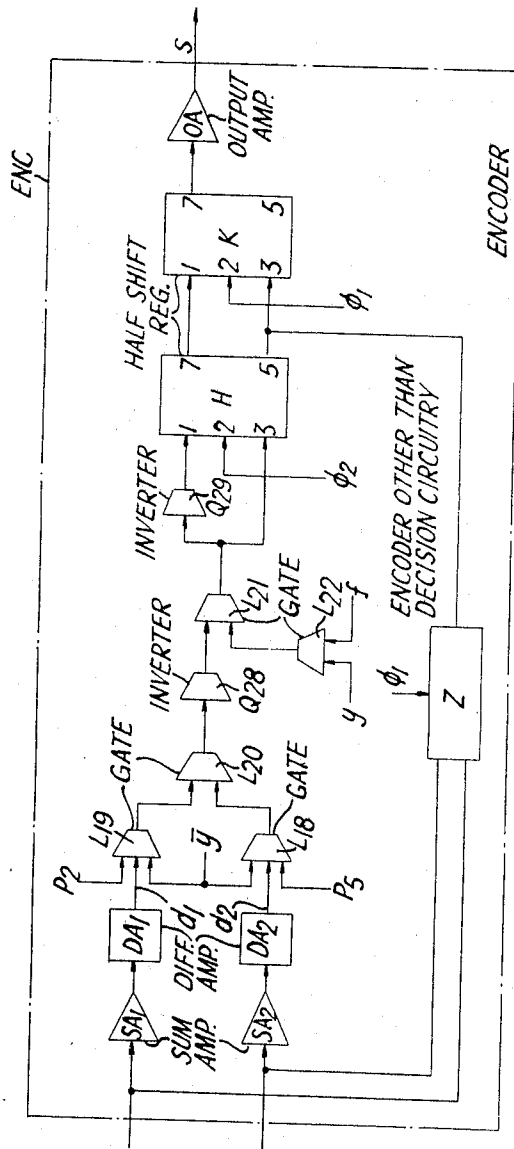 ENC
S
OA
OUTPUT
AMP.
HALF SHIFT
REG.
1
2
3
7
5
K
1
2
3
7
5
H
ϕ1
ϕ2
INVERTER
Q29
L21
GATE
L22
y
f
INVERTER
Q28
GATE
L20
L19
GATE
L18
P2
ȳ
P5
d1
d2
DA1
DIFF.
AMP.
DA2
SA1
SUM
AMP.
SA2
ENCODER OTHER THAN
DECISION CIRCUITRY
ϕ1
Z
ENCODER